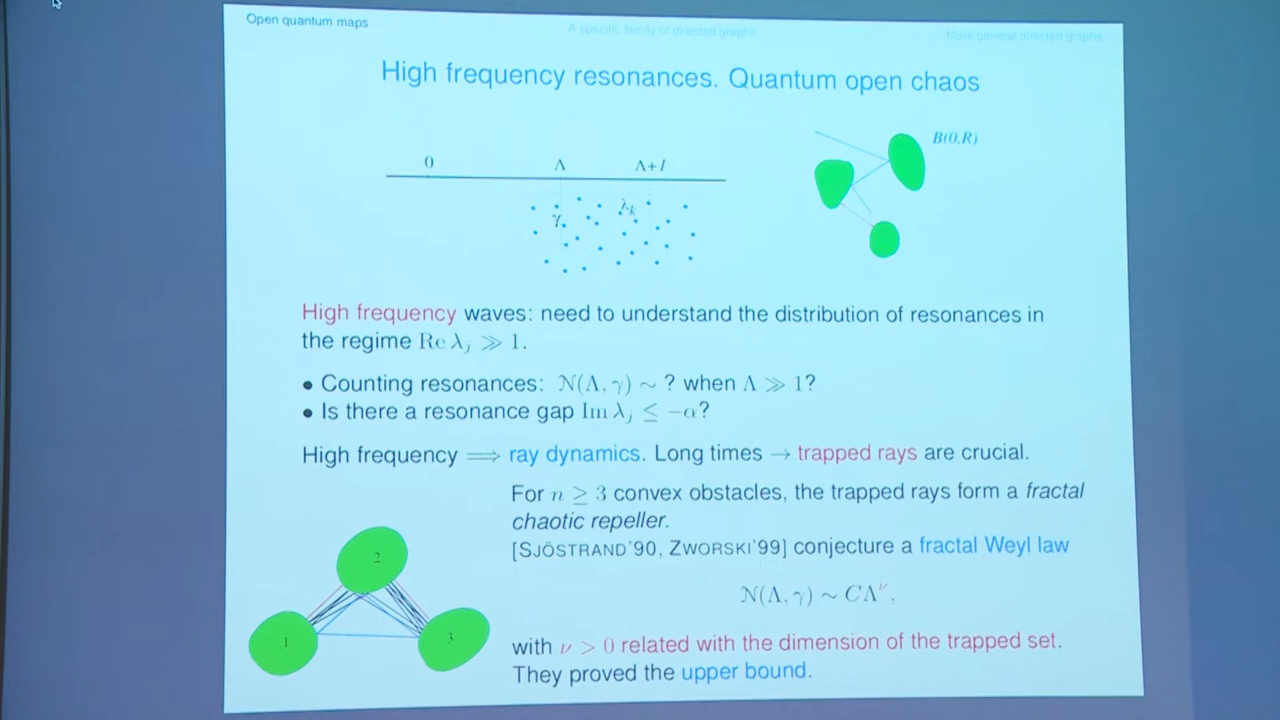 Open quantum maps
A specific family of directed graphs
More general directed graphs
High frequency resonances. Quantum open chaos
0
Λ
Λ+1
γ
λ_k
B(0,R)
High frequency waves: need to understand the distribution of resonances in
the regime Re λ_j ≫ 1.
• Counting resonances: N(Λ, γ) ∼ ? when Λ ≫ 1?
• Is there a resonance gap Im λ_j ≤ −α?
High frequency ⟹ ray dynamics. Long times → trapped rays are crucial.
For n ≥ 3 convex obstacles, the trapped rays form a fractal
chaotic repeller.
[SJÖSTRAND'90, ZWORSKI'99] conjecture a fractal Weyl law
N(Λ, γ) ∼ CΛ^ν,
with ν > 0 related with the dimension of the trapped set.
They proved the upper bound.
1
2
3